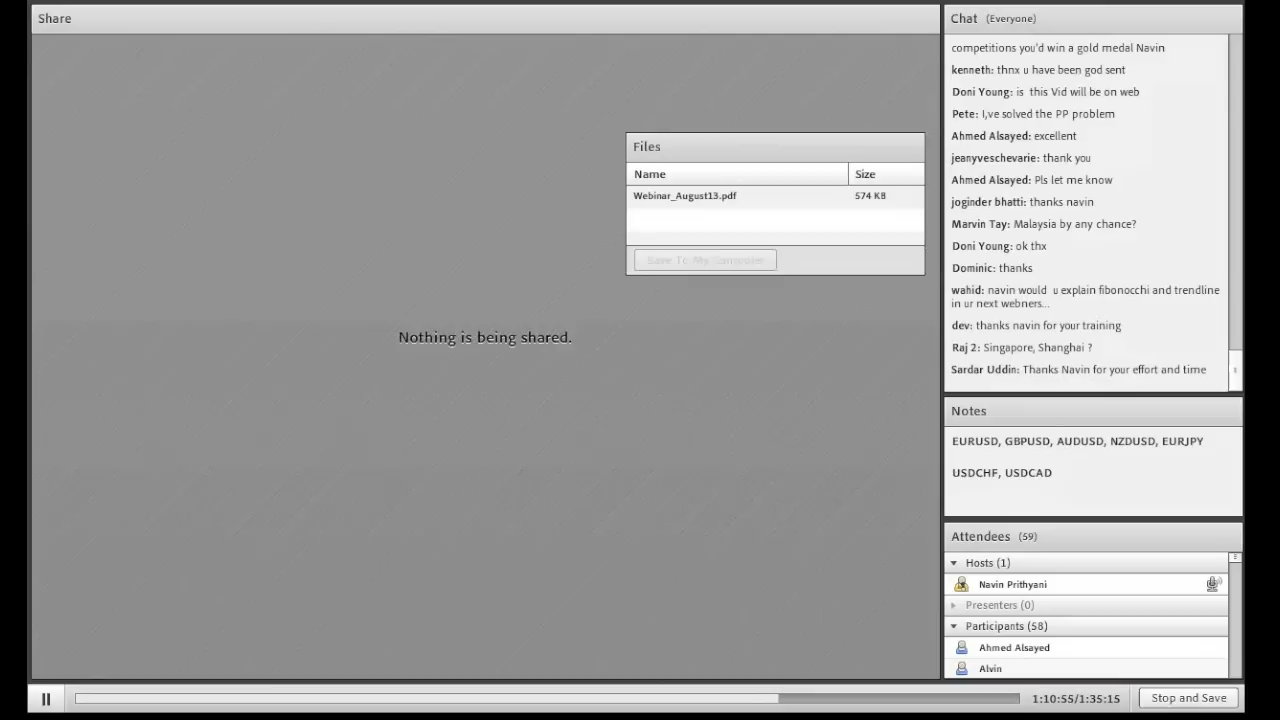 Share
Nothing is being shared.
Files
Name Size
Webinar_August13.pdf 574 KB
Save To My Computer
Chat (Everyone)
competitions you'd win a gold medal Navin
kenneth: thnx u have been god sent
Doni Young: is this Vid will be on web
Pete: I,ve solved the PP problem
Ahmed Alsayed: excellent
jeanyveschevarie: thank you
Ahmed Alsayed: Pls let me know
joginder bhatti: thanks navin
Marvin Tay: Malaysia by any chance?
Doni Young: ok thx
Dominic: thanks
wahid: navin would u explain fibonocchi and trendline
in ur next webners...
dev: thanks navin for your training
Raj 2: Singapore, Shanghai ?
Sardar Uddin: Thanks Navin for your effort and time
Notes
EURUSD, GBPUSD, AUDUSD, NZDUSD, EURJPY
USDCHF, USDCAD
Attendees (59)
Hosts (1)
Navin Prithyani
Presenters (0)
Participants (58)
Ahmed Alsayed
Alvin
1:10:55/1:35:15
Stop and Save